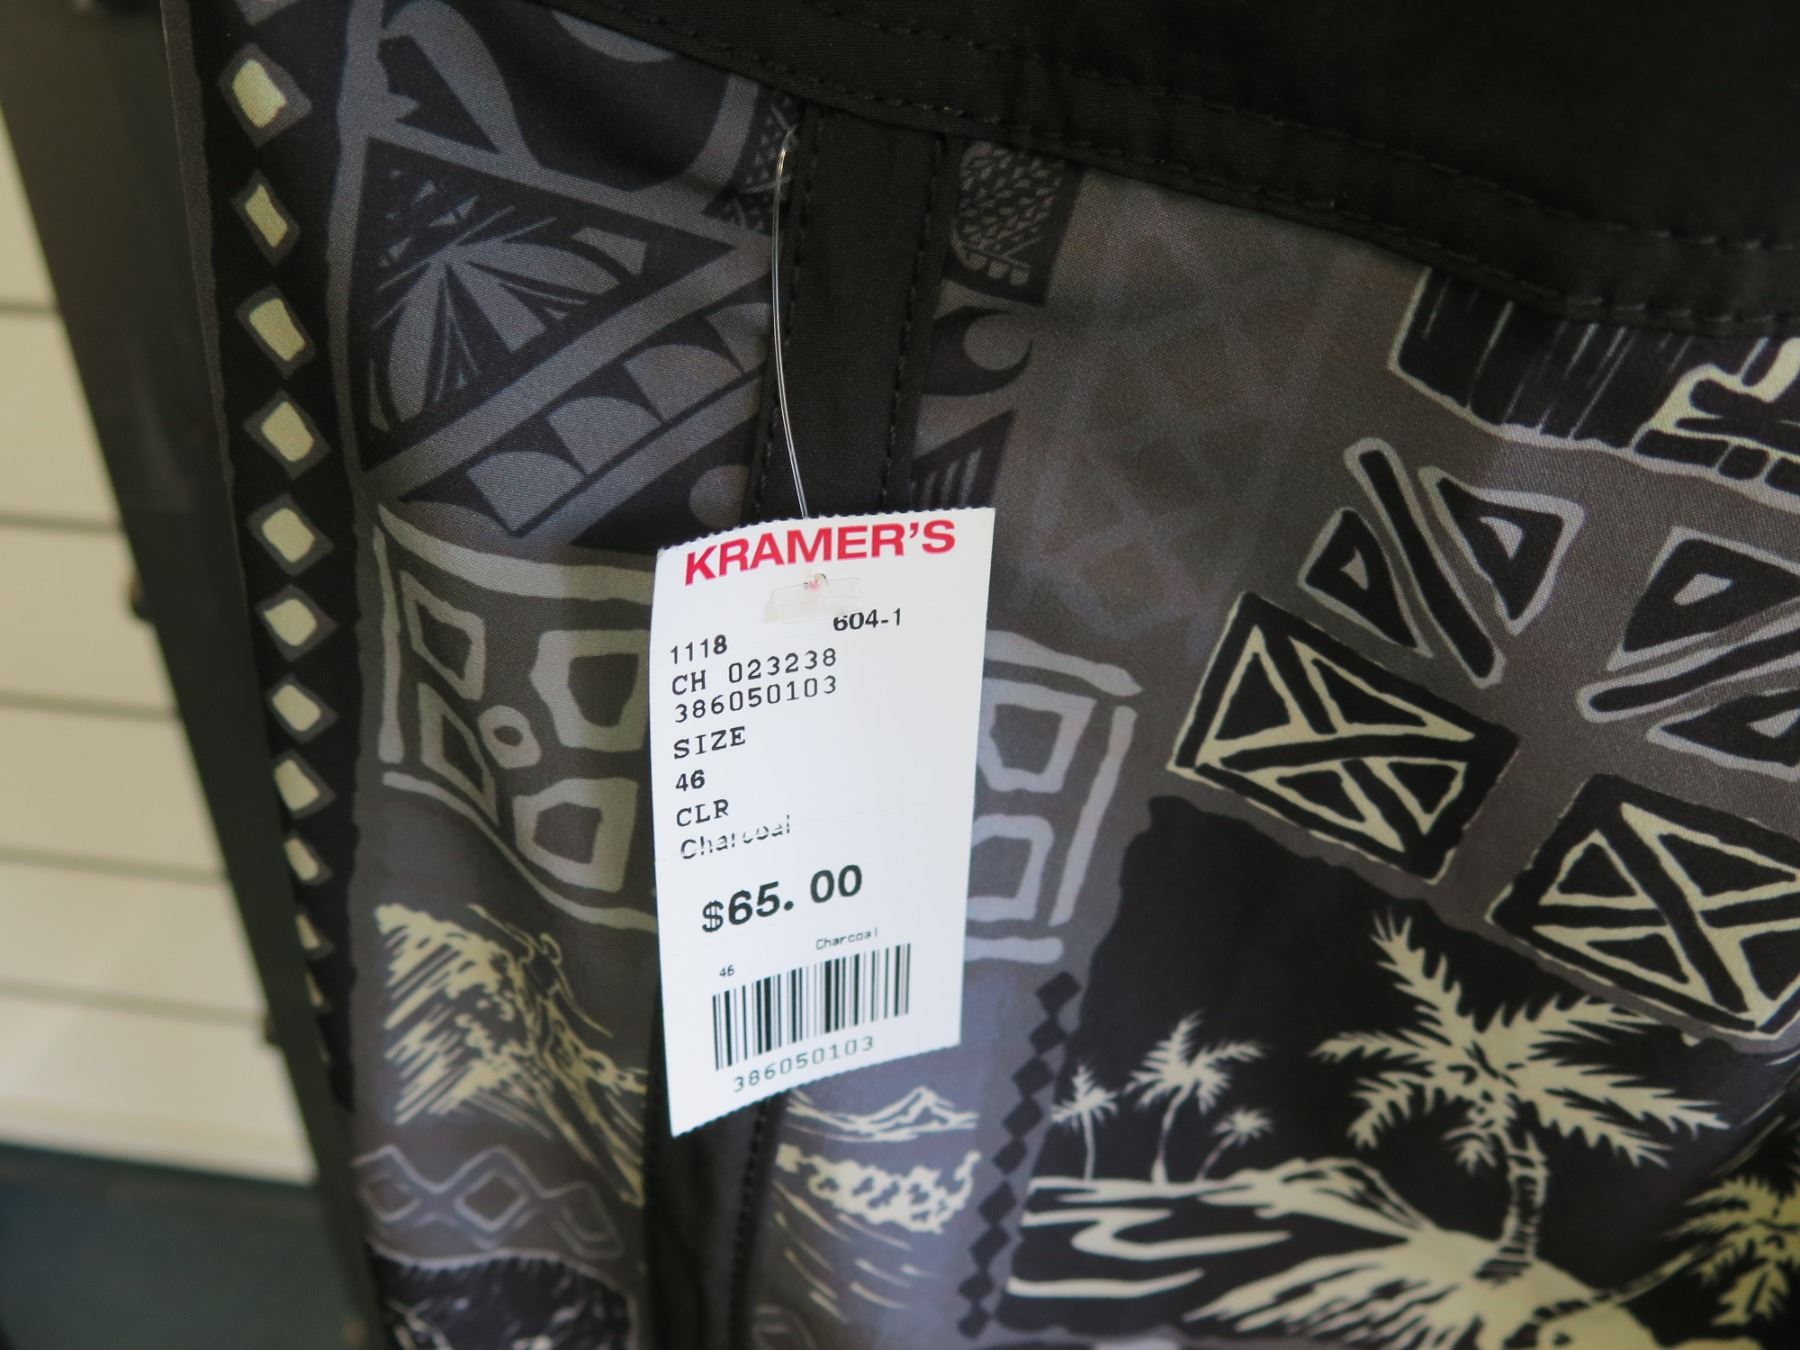 KRAMER'S
604-1
1118
CH 023238
386050103
SIZE
46
CLR
Charcoal
$65.00
Charcoal
46
386050103